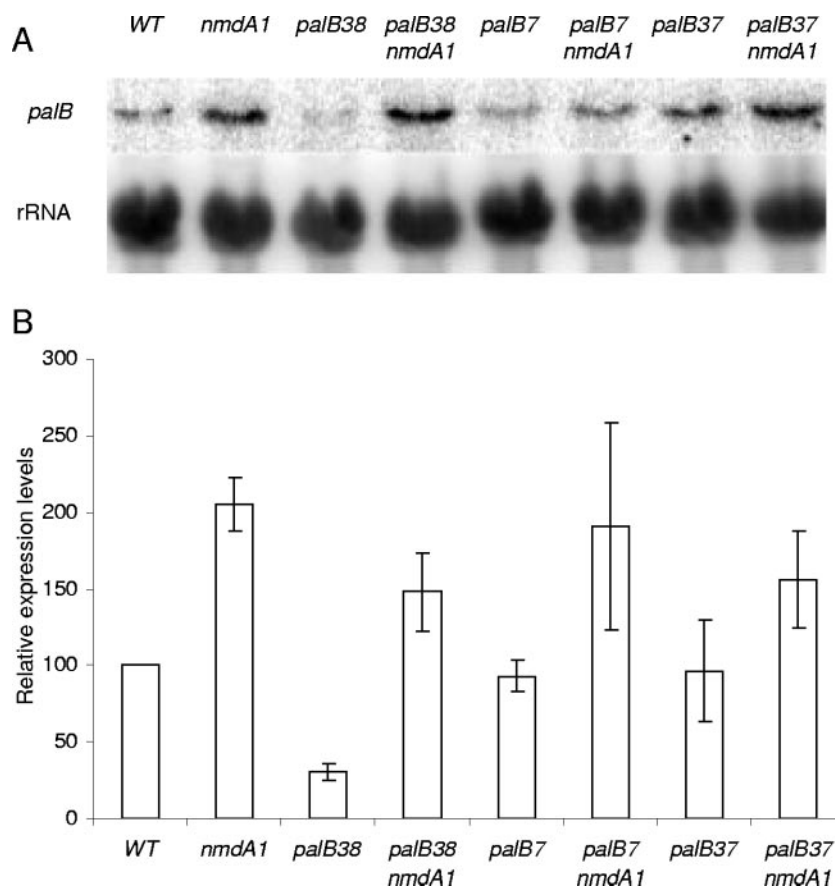 A
WT nmdA1 palB38 palB38 palB7 palB7 palB37 palB37
nmdA1 nmdA1 nmdA1
palB
rRNA
B
Relative expression levels
300
250
200
150
100
50
0
WT nmdA1 palB38 palB38 palB7 palB7 palB37 palB37
nmdA1 nmdA1 nmdA1